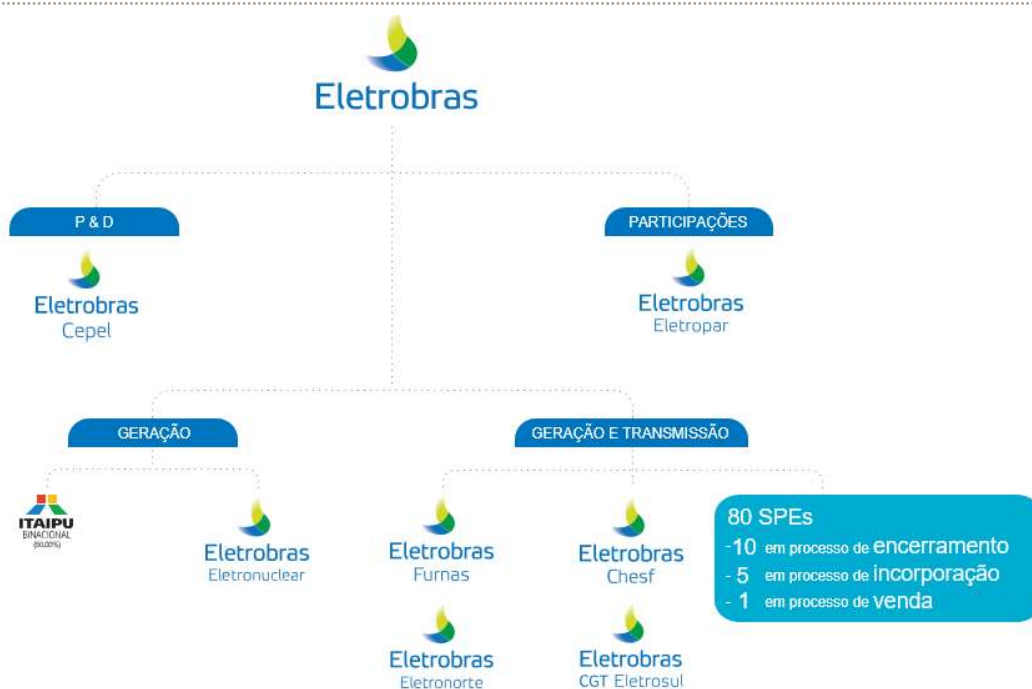 Eletrobras
P & D
PARTICIPAÇÕES
Eletrobras
Cepel
Eletrobras
Eletropar
GERAÇÃO
GERAÇÃO E TRANSMISSÃO
ITAIPU
BINACIONAL
(50,00%)
Eletrobras
Eletronuclear
Eletrobras
Furnas
Eletrobras
Chesf
80 SPEs
-10 em processo de encerramento
- 5 em processo de incorporação
- 1 em processo de venda
Eletrobras
Eletronorte
Eletrobras
CGT Eletrosul